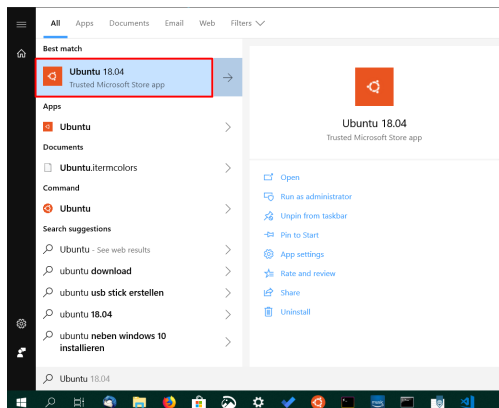 All Apps Documents Email Web Filters
Best match
Ubuntu 18.04
Trusted Microsoft Store app
Apps
Ubuntu
Documents
Ubuntu.itermcolors
Command
Ubuntu
Search suggestions
Ubuntu - See web results
ubuntu download
ubuntu usb stick erstellen
ubuntu 18.04
ubuntu neben windows 10
installieren
Ubuntu 18.04
Trusted Microsoft Store app
Open
Run as administrator
Unpin from taskbar
Pin to Start
App settings
Rate and review
Share
Uninstall
Ubuntu 18.04